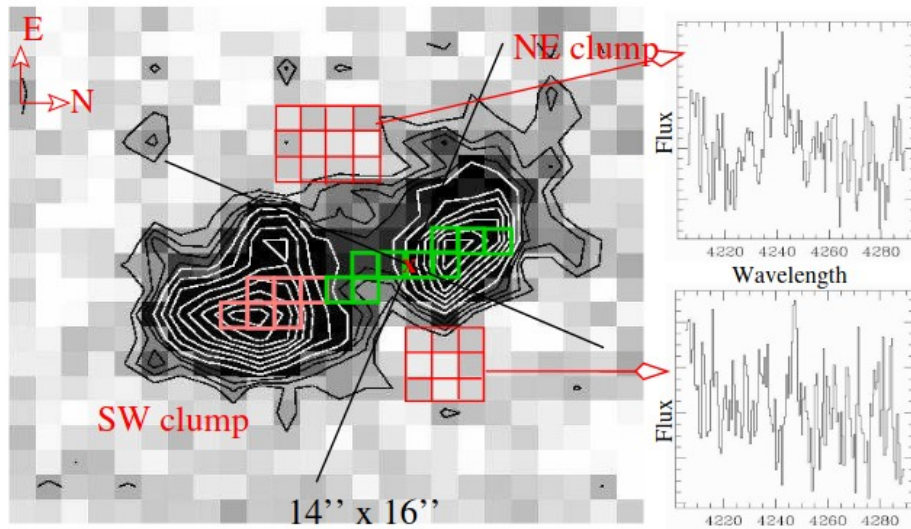 E
N
NE clump
X
SW clump
14’’ x 16’’
Flux
4220 4240 4260 4280
Wavelength
Flux
4220 4240 4260 4280